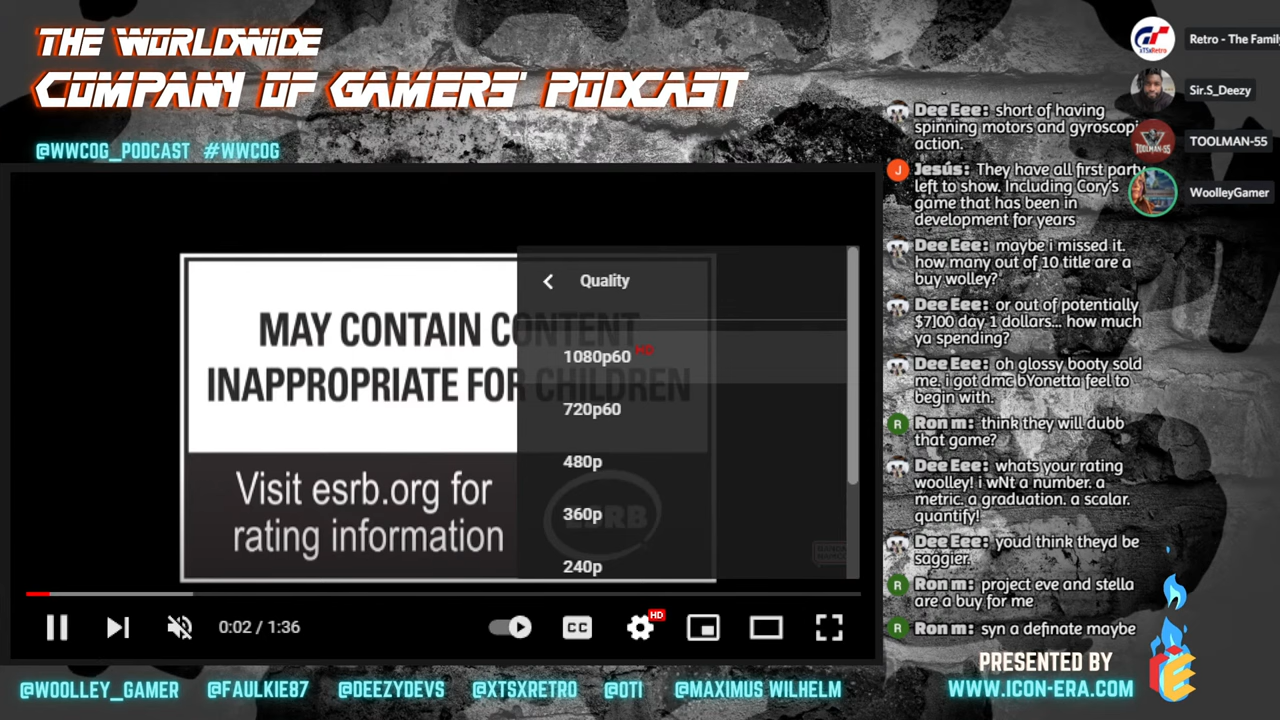 THE WORLDWIDE
COMPANY OF GAMERS' PODCAST
@WWCOG_PODCAST #WWCOG
MAY CONTAIN CONTENT
INAPPROPRIATE FOR CHILDREN
Visit esrb.org for
rating information
Quality
1080p60 HD
720p60
480p
360p
240p
0:02 / 1:36
CC
HD
Retro - The Family
Sir.S_Deezy
TOOLMAN-55
WoolleyGamer
Dee Eee: short of having
spinning motors and gyroscopi
action.
J
Jesús: They have all first party
left to show. Including Cory's
game that has been in
development for years
Dee Eee: maybe i missed it.
how many out of 10 title are a
buy wolley?
Dee Eee: or out of potentially
$7]00 day 1 dollars... how much
ya spending?
Dee Eee: oh glossy booty sold
me, i got dmc bYonetta feel to
begin with.
R
Ron m: think they will dubb
that game?
Dee Eee: whats your rating
woolley! i wNt a number. a
metric. a graduation. a scalar.
quantify!
Dee Eee: youd think theyd be
saggier.
R
Ron m: project eve and stella
are a buy for me
R
Ron m: syn a definate maybe
PRESENTED BY
WWW.ICON-ERA.COM
@WOOLLEY_GAMER @FAULKIE87 @DEEZYDEVS @XTSXRETRO @OTI @MAXIMUS WILHELM